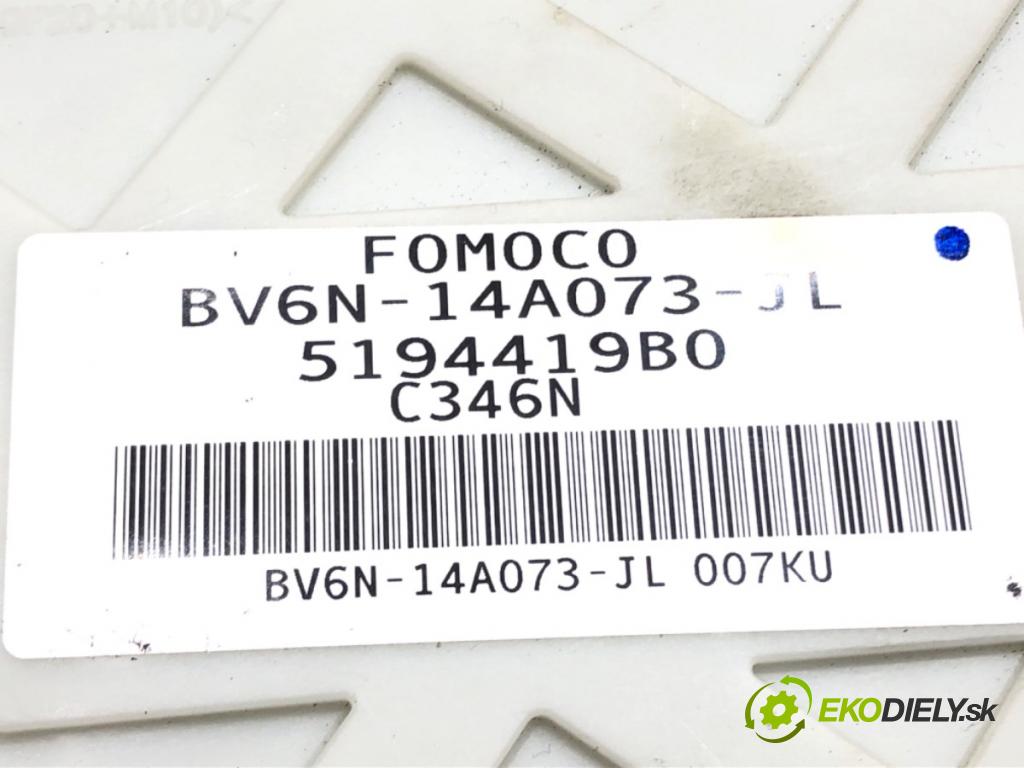 FOMOCO
BV6N-14A073-JL
5194419B0
C346N
BV6N-14A073-JL 007KU
EKODIELY.sk